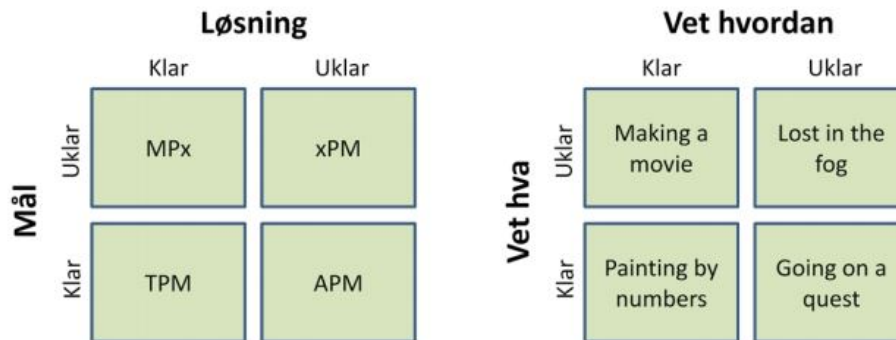 Løsning
Klar Uklar
Mål
Uklar
MPx
xPM
Klar
TPM
APM
Vet hvordan
Klar Uklar
Vet hva
Uklar
Making a
movie
Lost in the
fog
Klar
Painting by
numbers
Going on a
quest